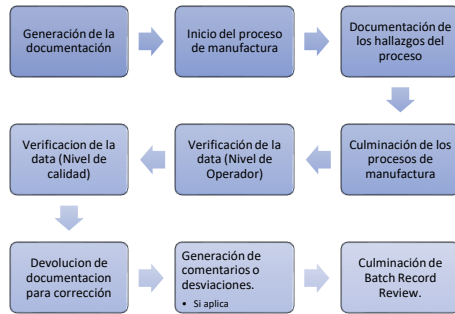 Generación de la
documentación
Inicio del proceso
de manufactura
Documentación de
los hallazgos del
proceso
Culminación de los
procesos de
manufactura
Verificación de la
data (Nivel de
Operador)
Verificacion de la
data (Nivel de
calidad)
Devolucion de
documentacion
para corrección
Generación de
comentarios o
desviaciones.
• Si aplica
Culminación de
Batch Record
Review.